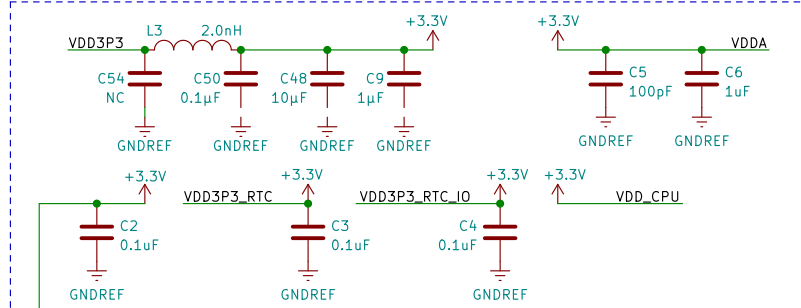 L3 2.0nH +3.3V +3.3V
VDD3P3 VDDA
C54 C50 C48 C9 C5 C6
NC 0.1µF 10µF 1µF 100pF 1uF
GNDREF GNDREF GNDREF GNDREF GNDREF GNDREF
+3.3V +3.3V +3.3V +3.3V
VDD3P3_RTC VDD3P3_RTC_IO VDD_CPU
C2 C3 C4
0.1uF 0.1uF 0.1uF
GNDREF GNDREF GNDREF